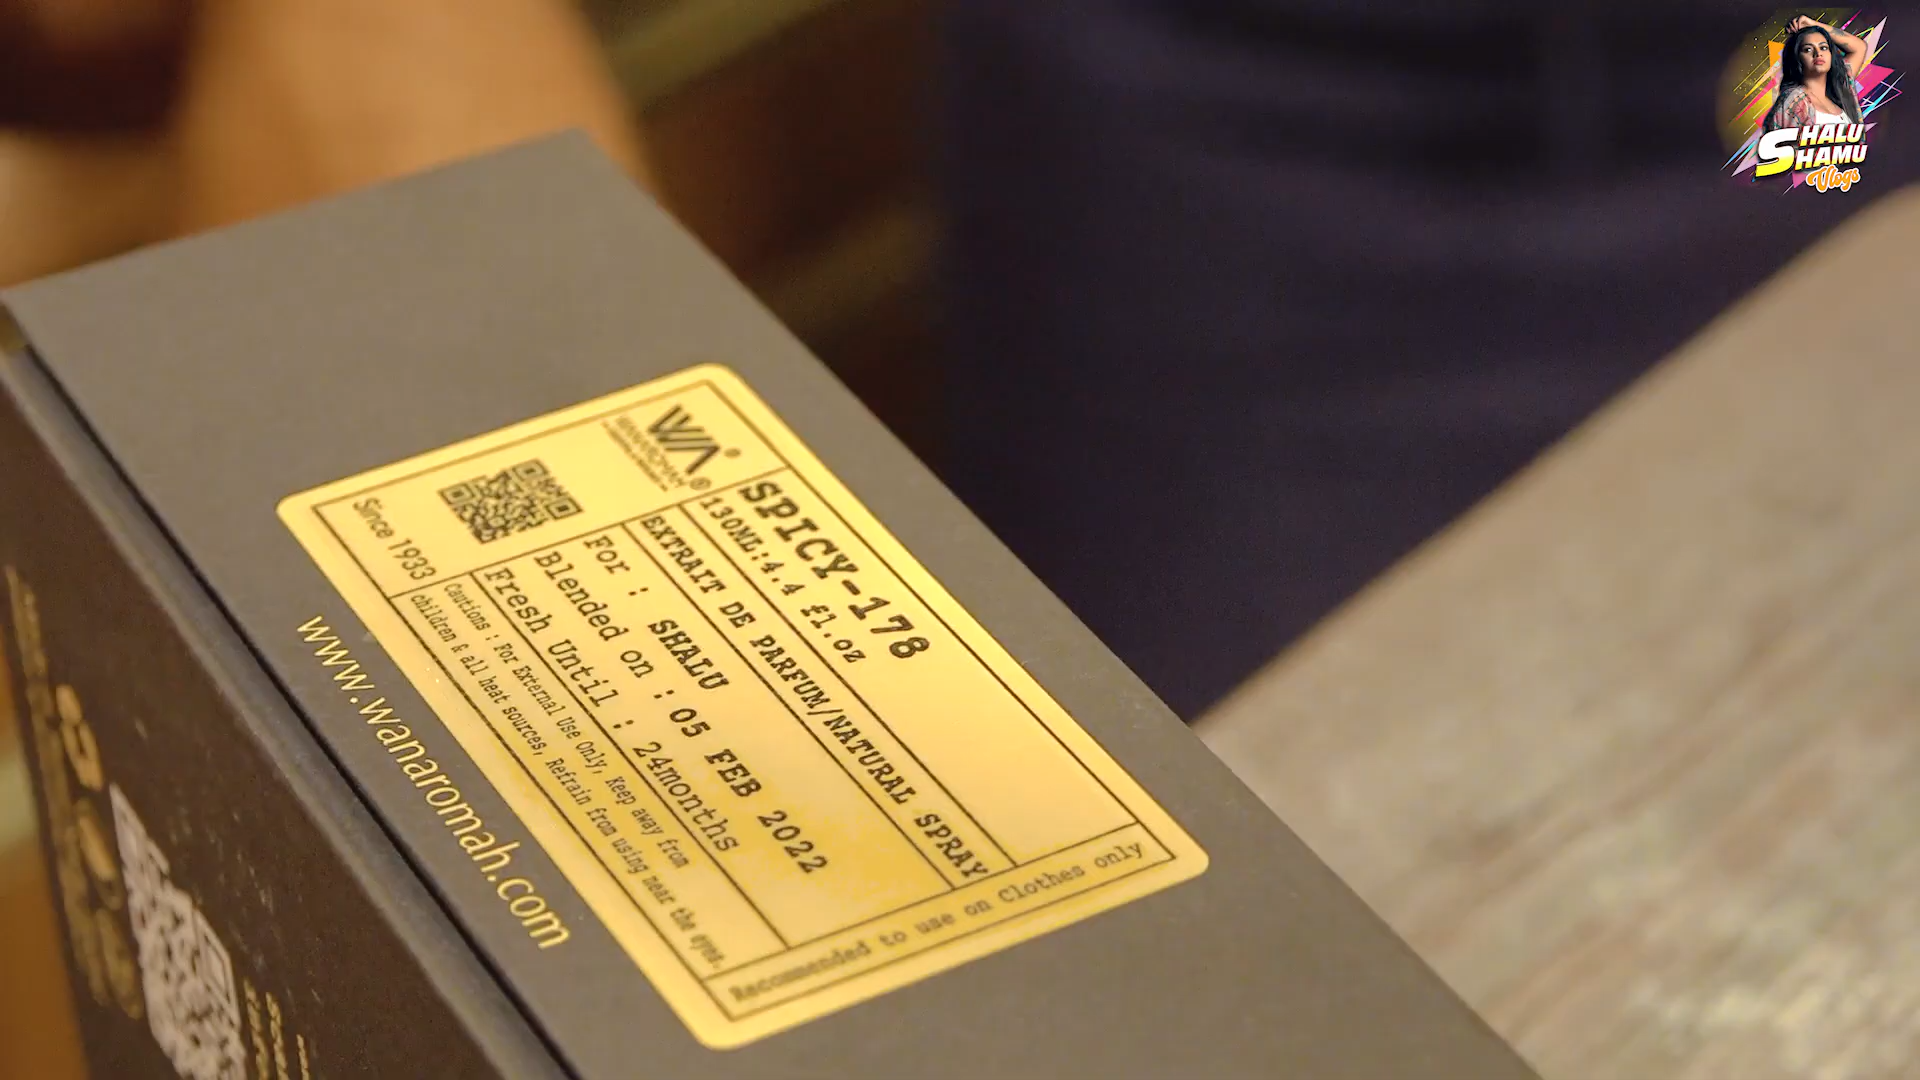 SHALU
SHAMU
Vlogs
WA®
WANAROMAH®
Since 1933
SPICY-178
130ML:4.4 fl.oz
EXTRAIT DE PARFUM/NATURAL SPRAY
For : SHALU
Blended on : 05 FEB 2022
Fresh Until : 24months
Cautions : For External Use Only, Keep away from
children & all heat sources, Refrain from using near the eyes.
Recommended to use on Clothes only
www.wanaromah.com